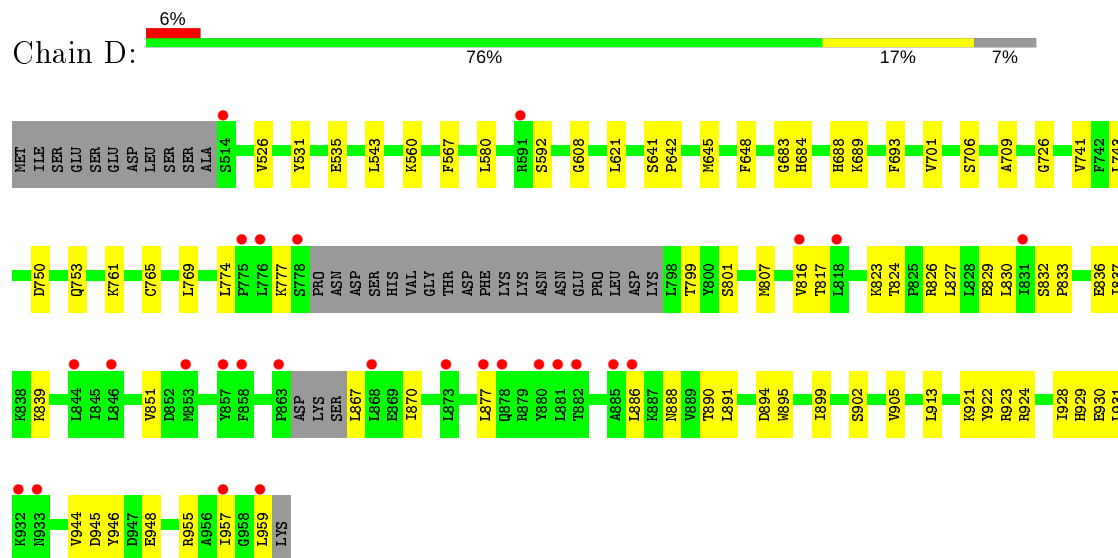 6%
Chain D:
76% 17% 7%
MET ILE SER GLU SER GLU ASP LEU SER SER ALA S514 V526 Y531 E535 L543 K560 F567 L580 R591 S592 G608 L621 S641 P642 M645 F648 G683 H684 H688 K689 F693 V701 S706 A709 G726 V741 F742
D750 Q753 K761 C765 L769 L774 P775 L776 K777 S778 PRO ASN ASP SER HIS VAL GLY THR ASP PHE LYS LYS ASN ASN GLU PRO LEU ASP LYS L798 T799 Y800 S801 M807 V816 T817 L818 K823 T824 P825 R826 L827 L828 E829 L830 I831 S832 P833 E836
K838 K839 L844 I845 L846 V851 D852 M853 Y857 F858 P863 ASP LYS SER L867 L868 E869 I870 L873 L877 Q878 R879 Y880 L881 T882 A885 L886 K887 N888 V889 T890 L891 D894 W895 I899 S902 V905 L913 K921 Y922 R923 R924 I928 H929 E930
K932 N933 V944 D945 Y946 D947 E948 R955 A956 I957 G958 L959 LYS